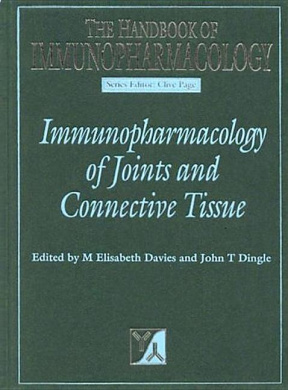 THE HANDBOOK OF
IMMUNOPHARMACOLOGY
Series Editor: Clive Page
Immunopharmacology
of Joints and
Connective Tissue
Edited by M Elisabeth Davies and John T Dingle